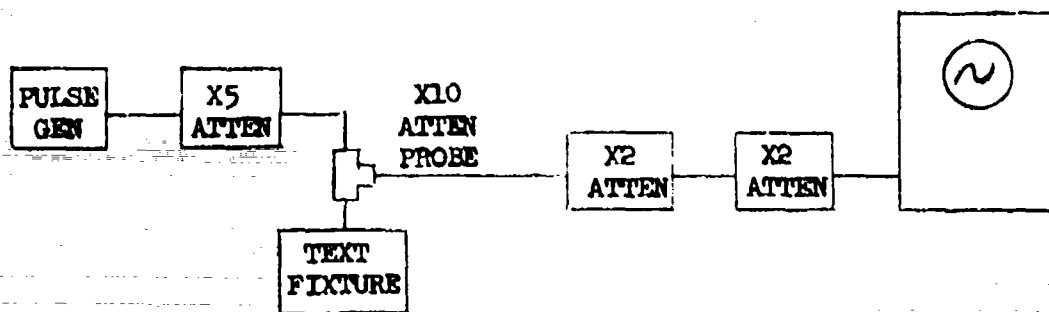 PULSE
GEN
X5
ATTEN
X10
ATTEN
PROBE
X2
ATTEN
X2
ATTEN
TEXT
FIXTURE